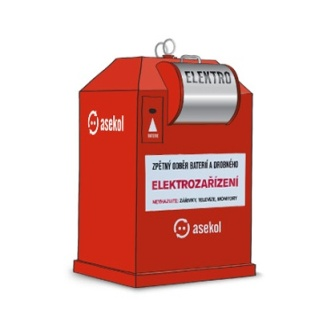 ELEKTRO
asekol
ZPĚTNÝ ODBĚR BATERIÍ A DROBNÉHO
ELEKTROZAŘÍZENÍ
NEVHAZUJTE: ZÁŘIVKY, TELEVIZE, MONITORY
asekol